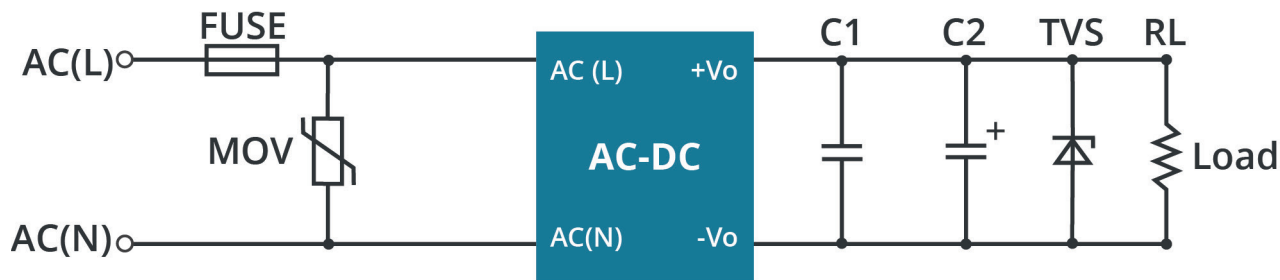 FUSE
C1
C2
TVS
RL
AC(L)
AC (L)
+Vo
MOV
AC-DC
+
Load
AC(N)
AC(N)
-Vo